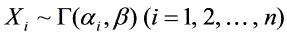 X_i ~ Γ(α_i, β) (i = 1, 2, …, n)